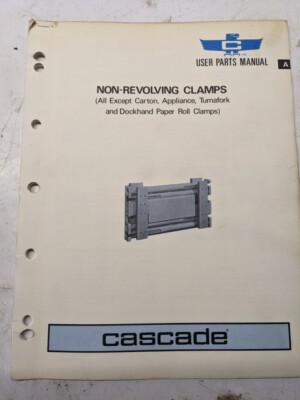 C
USER PARTS MANUAL
A
NON-REVOLVING CLAMPS
(All Except Carton, Appliance, Turnafork
and Dockhand Paper Roll Clamps)
cascade®